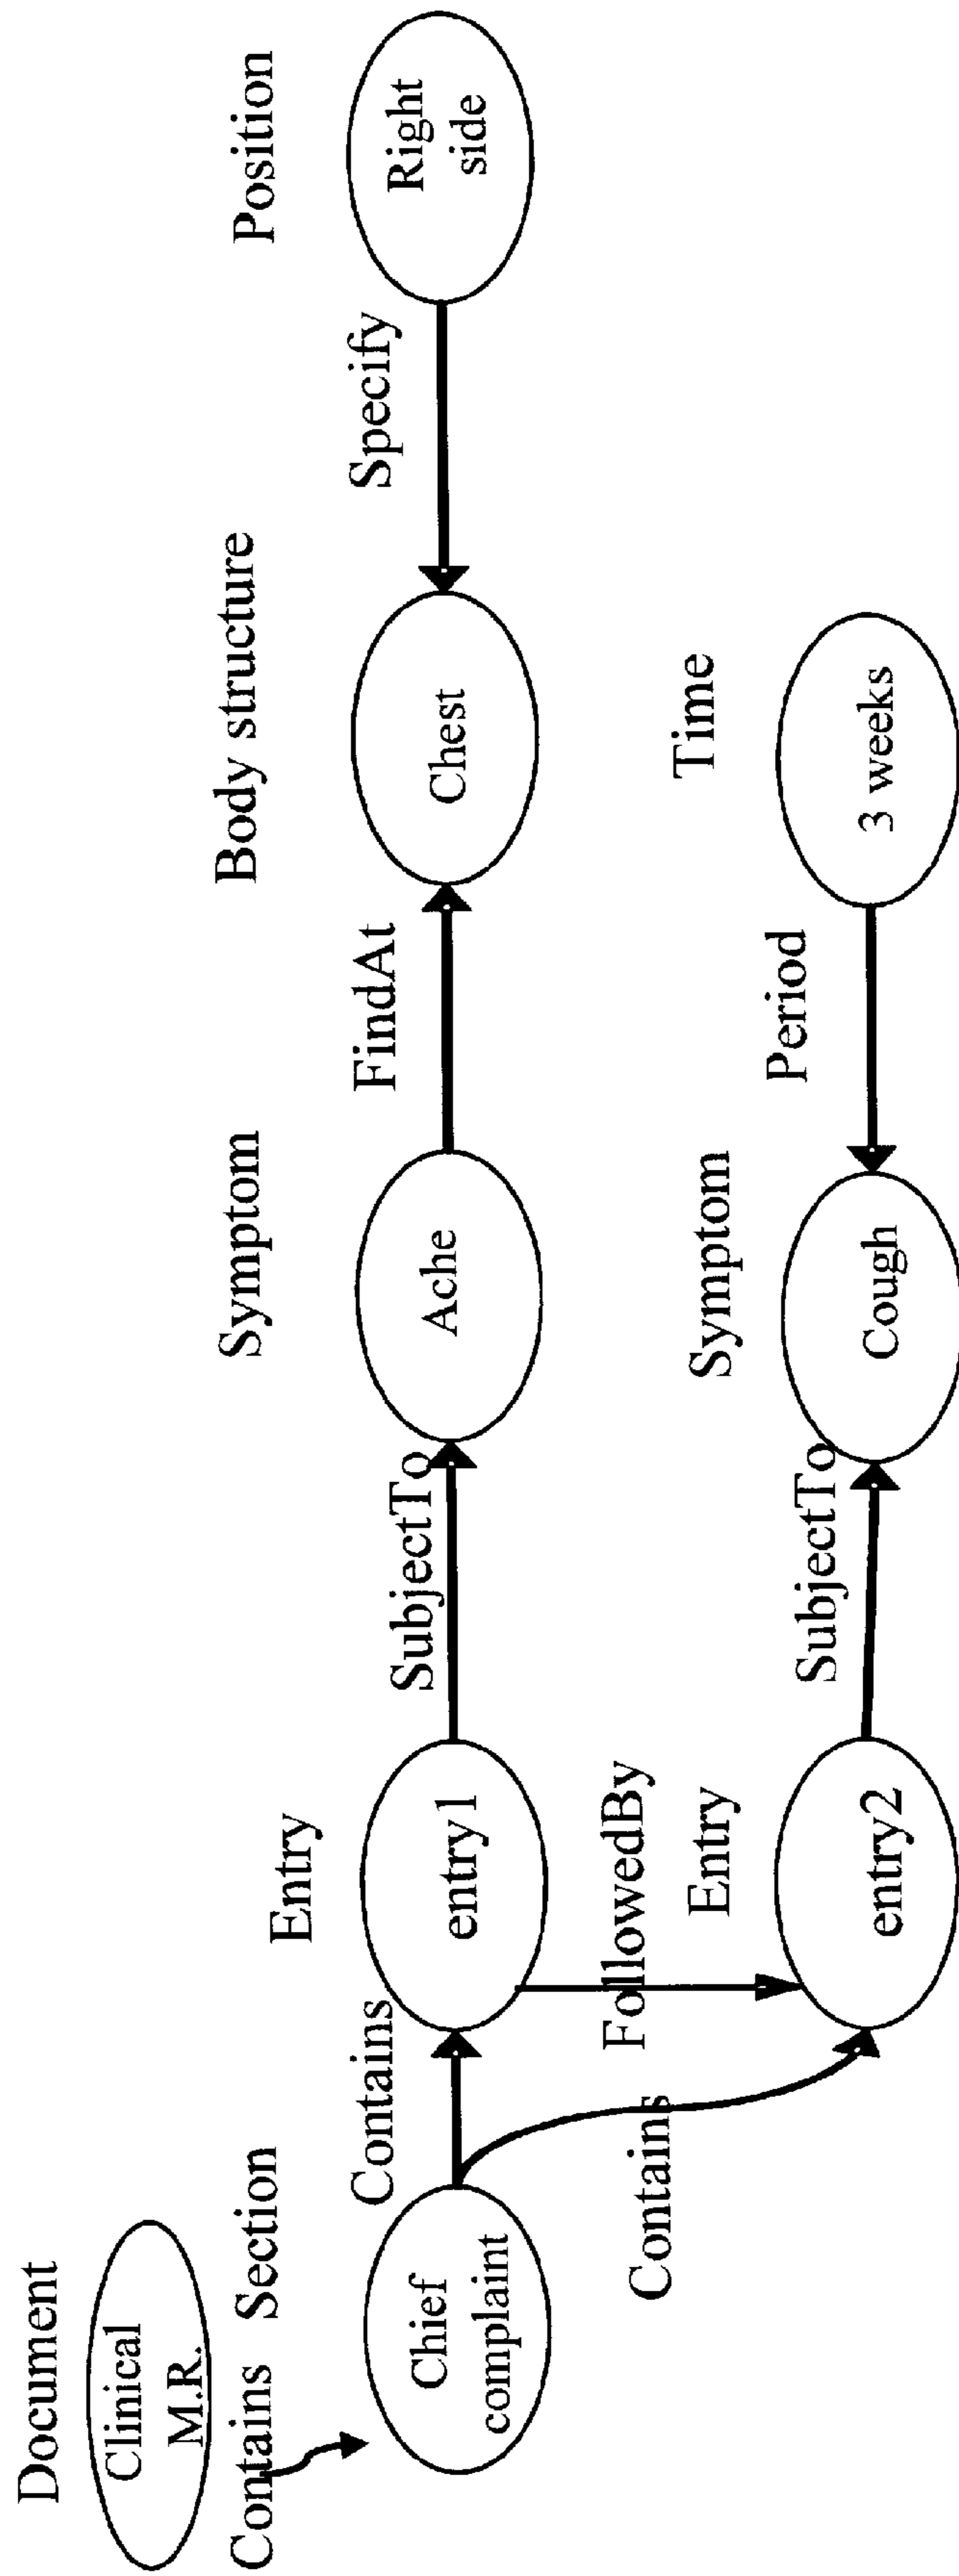 Document
Clinical
M.R.
Contains
Section
Chief
complaint
Contains
Contains
Entry
entry1
FollowedBy
Entry
entry2
SubjectTo
SubjectTo
Symptom
Ache
Symptom
Cough
FindAt
Period
Body structure
Chest
Time
3 weeks
Specify
Position
Right
side